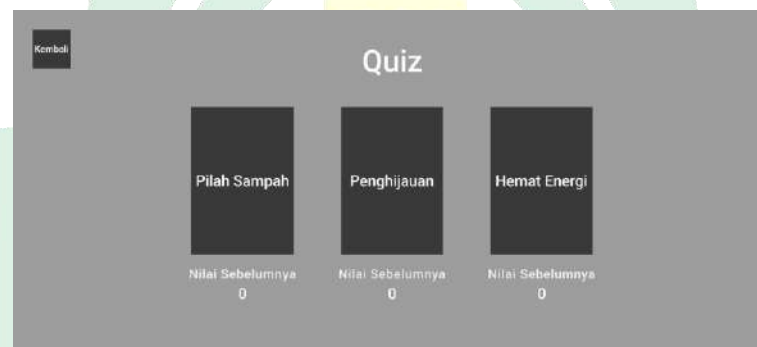 Kembali
Quiz
Pilah Sampah
Penghijauan
Hemat Energi
Nilai Sebelumnya
0
Nilai Sebelumnya
0
Nilai Sebelumnya
0